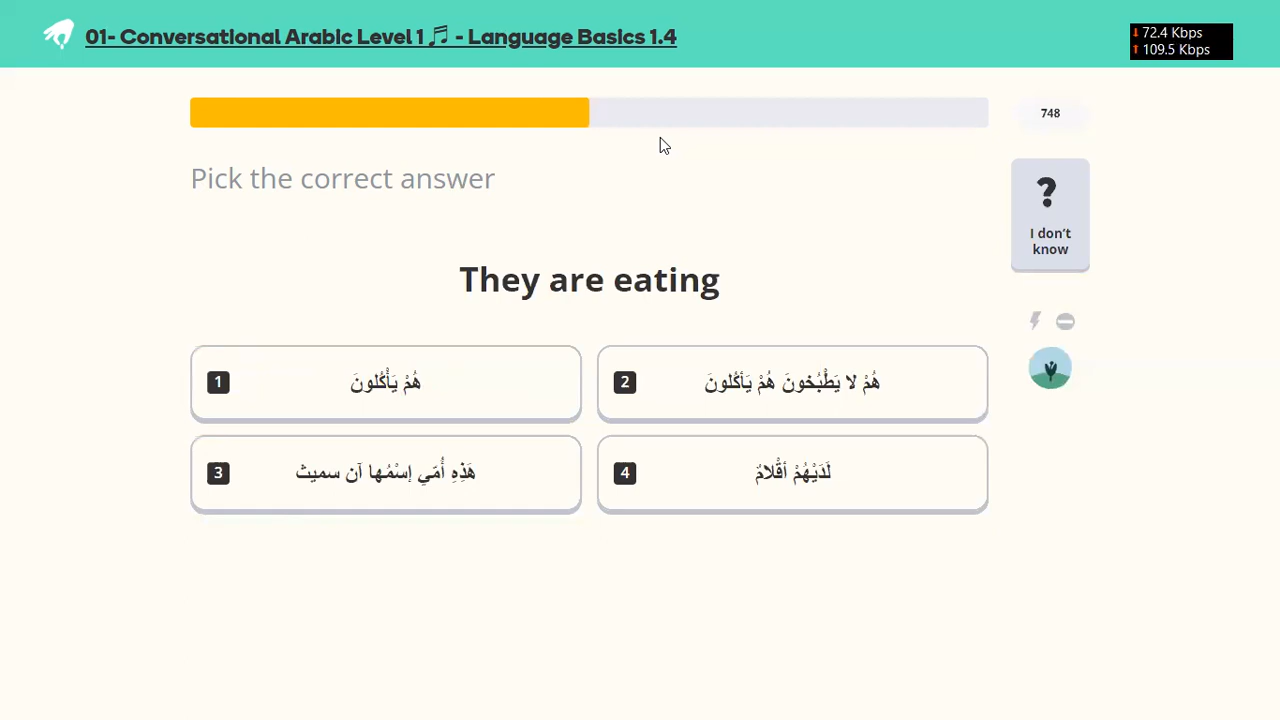 01- Conversational Arabic Level 1🎵 - Language Basics 1.4
↓ 72.4 Kbps
↑ 109.5 Kbps
748
Pick the correct answer
?
I don't
know
They are eating
1 هُمْ يَأْكُلونَ
2 هُمْ لا يَطْبُخونَ هُمْ يَأكُلونَ
3 هَذِهِ أُمّي إسْمُها آن سميث
4 لَدَيْهُمْ أقْلامٌ